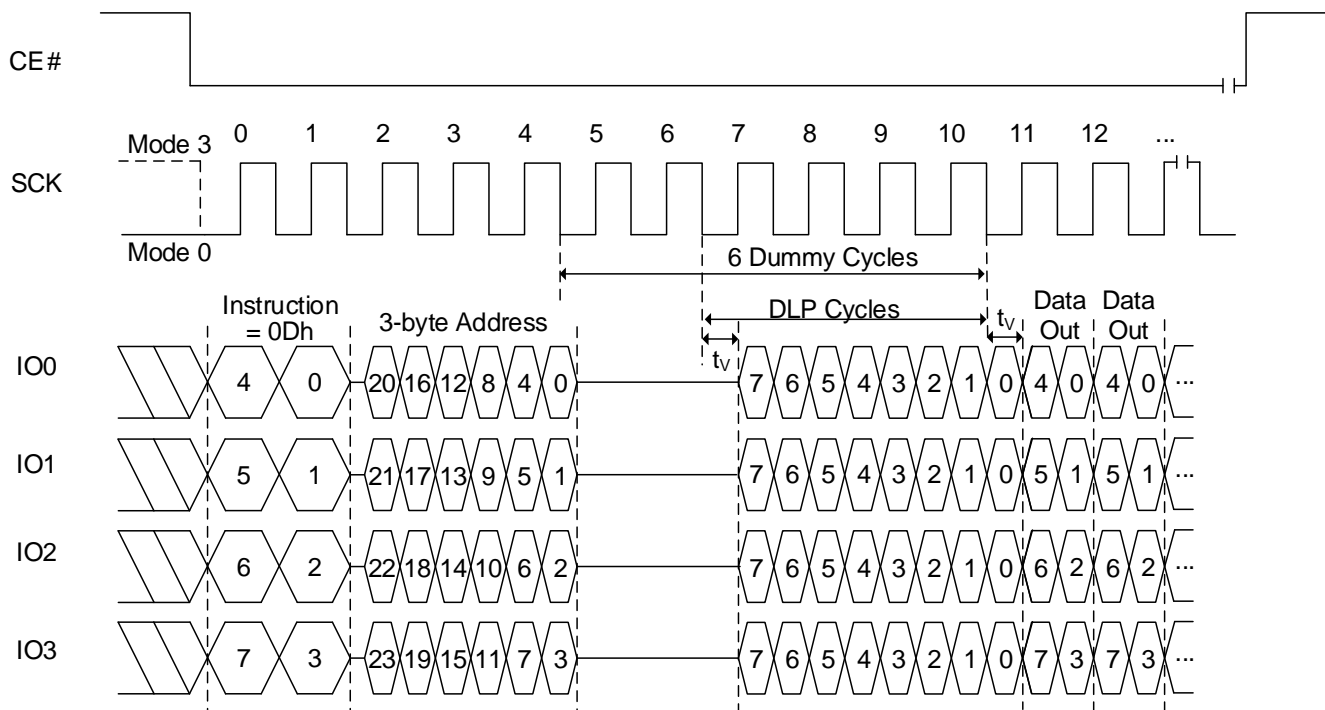 CE#
0 1 2 3 4 5 6 7 8 9 10 11 12 ...
Mode 3
SCK
Mode 0
6 Dummy Cycles
Instruction
= 0Dh
3-byte Address
DLP Cycles
Data
Out
Data
Out
tV
tV
IO0
4 0 20 16 12 8 4 0 7 6 5 4 3 2 1 0 4 0 4 0 ...
IO1
5 1 21 17 13 9 5 1 7 6 5 4 3 2 1 0 5 1 5 1 ...
IO2
6 2 22 18 14 10 6 2 7 6 5 4 3 2 1 0 6 2 6 2 ...
IO3
7 3 23 19 15 11 7 3 7 6 5 4 3 2 1 0 7 3 7 3 ...